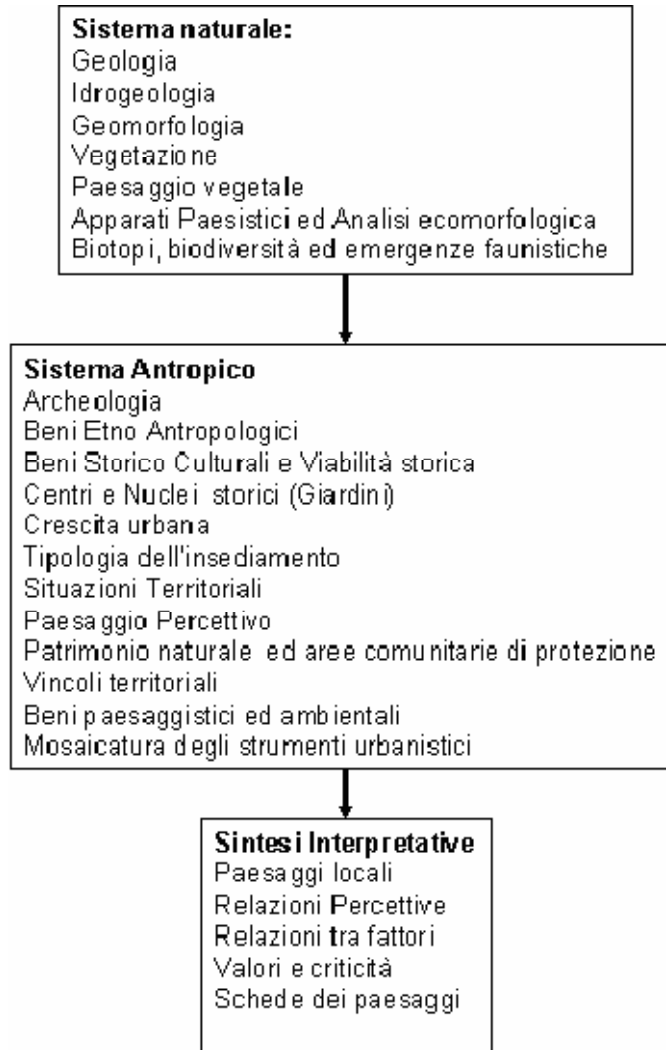 Sistema naturale:
Geologia
Idrogeologia
Geomorfologia
Vegetazione
Paesaggio vegetale
Apparati Paesistici ed Analisi ecomorfologica
Biotopi, biodiversità ed emergenze faunistiche
Sistema Antropico
Archeologia
Beni Etno Antropologici
Beni Storico Culturali e Viabilità storica
Centri e Nuclei storici (Giardini)
Crescita urbana
Tipologia dell'insediamento
Situazioni Territoriali
Paesaggio Percettivo
Patrimonio naturale ed aree comunitarie di protezione
Vincoli territoriali
Beni paesaggistici ed ambientali
Mosaicatura degli strumenti urbanistici
Sintesi Interpretative
Paesaggi locali
Relazioni Percettive
Relazioni tra fattori
Valori e criticità
Schede dei paesaggi